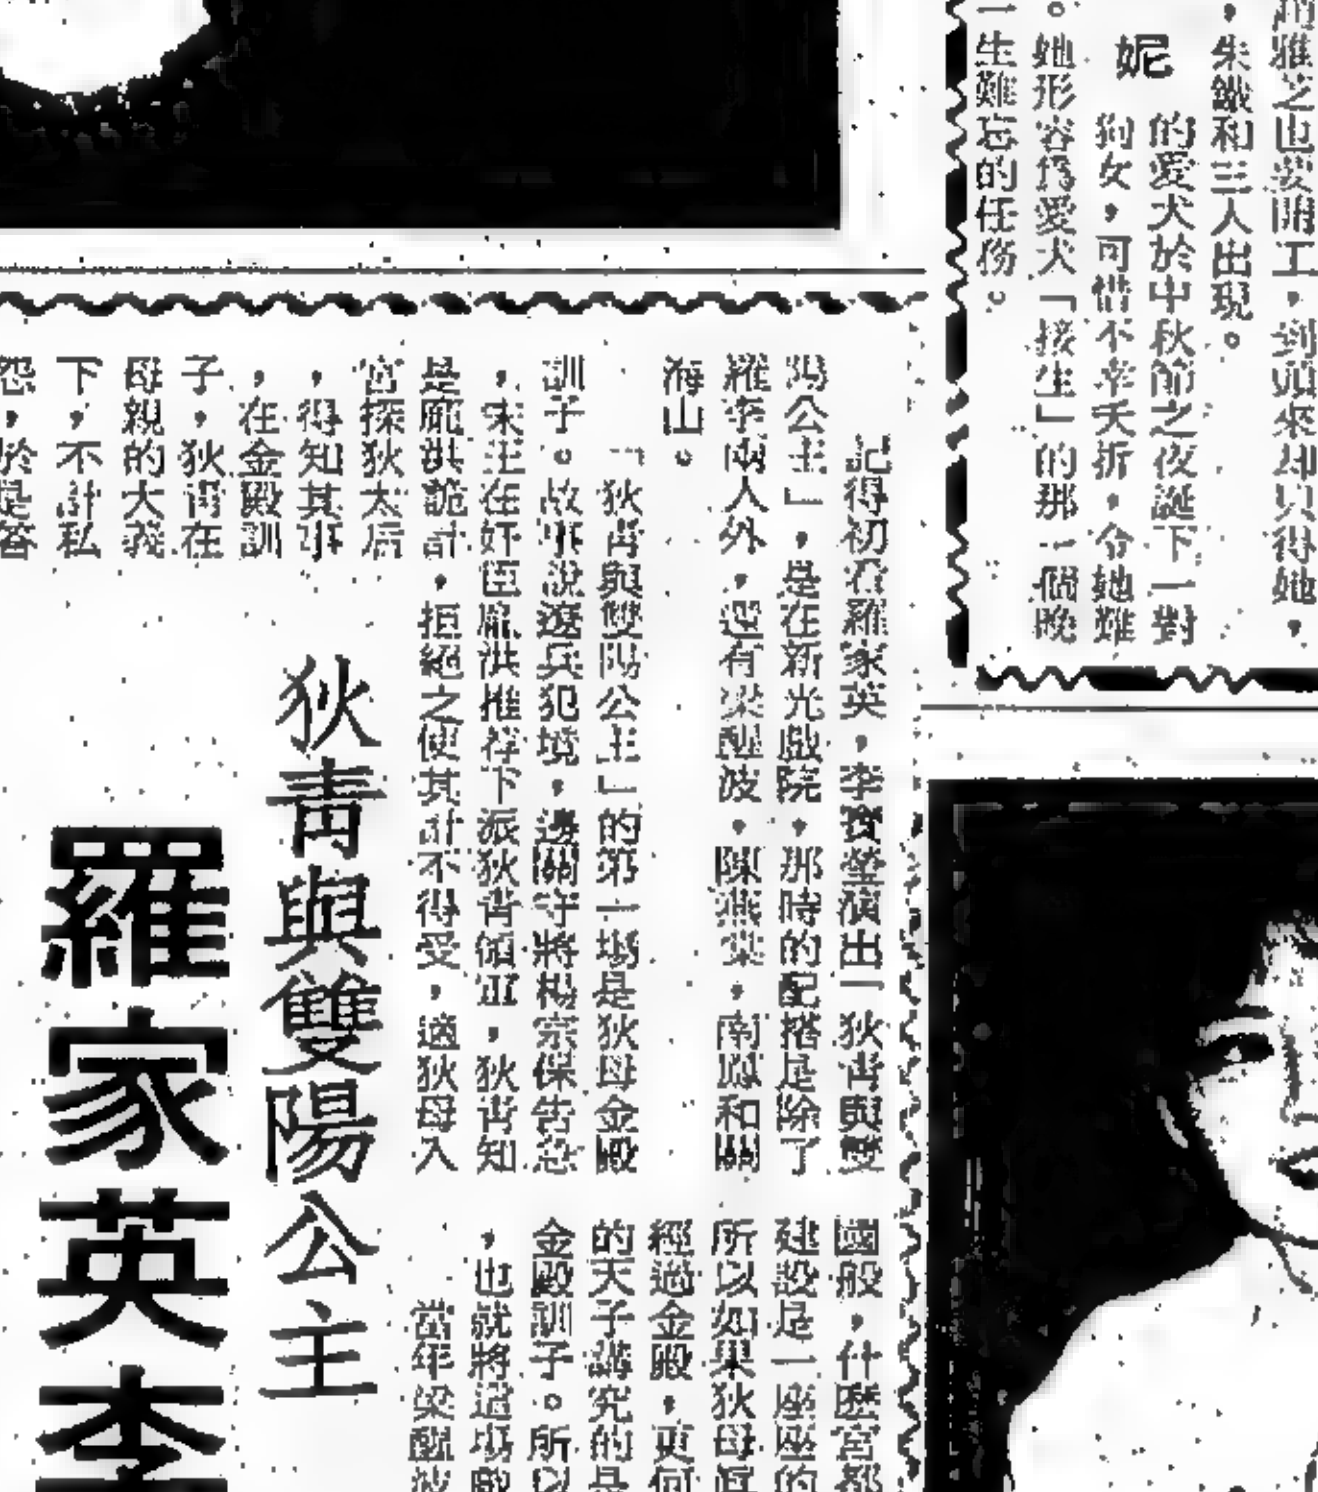 爾雅芝也要開工，到頭來却只得她，
，朱鐵和三人出現。
妮
的愛犬於中秋節之夜誕下一對
狗女，可惜不幸夭折，令她難
。她形容爲愛犬「接生」的那一個晚
一生難忘的任務。
記得初看羅家英，李寶瑩演出「狄青與雙
陽公主」，是在新光戲院，那時的配搭是除了
羅李兩人外，還有梁醒波，陳燕棠，南鳳和關
海山。
「狄青與雙陽公主」的第一場是狄母金殿
訓子。故事說遼兵犯境，邊關守將楊宗保告急
，宋王在奸臣龐洪推荐下派狄青領軍，狄青知
是龐洪詭計，拒絕之使其計不得受，適狄母入
宮探狄太后
，得知其事
，在金殿訓
子，狄青在
母親的大義
下，不計私
怨，於是答
狄青與雙陽公主
羅家英李
國般，什麽宮都
建設是一座座的
所以如果狄母眞
經過金殿，更何
的天子講究的是
金殿訓子。所以
，也就將這場戲
當年梁醒波